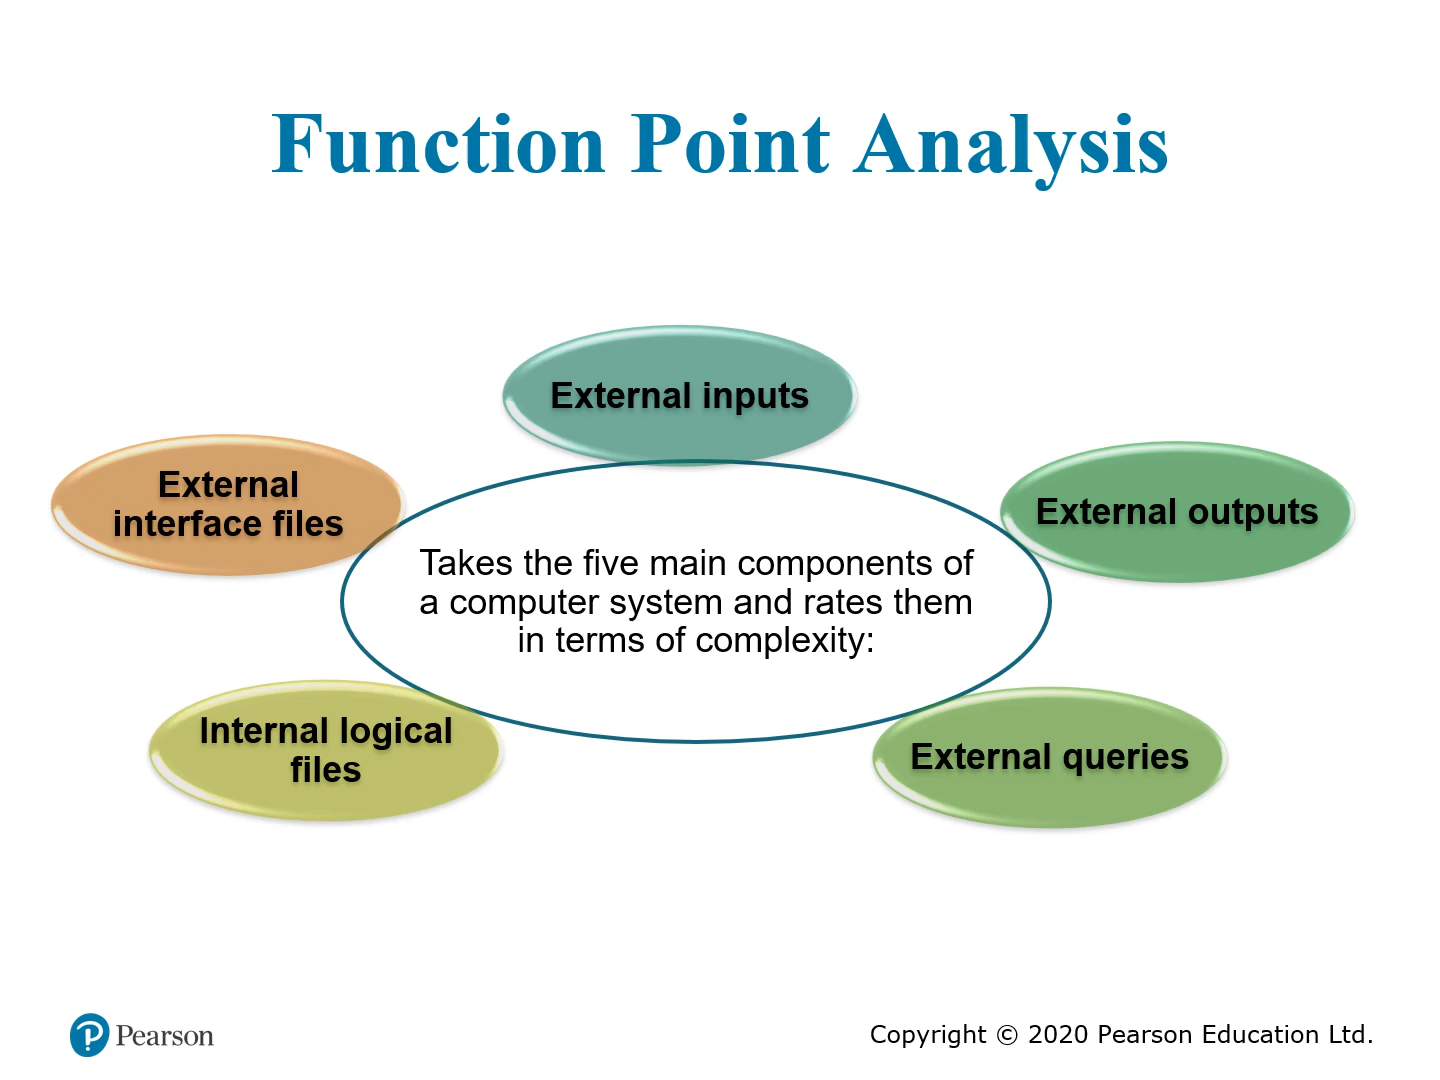 Function Point Analysis
External inputs
External
interface files
External outputs
Takes the five main components of
a computer system and rates them
in terms of complexity:
Internal logical
files
External queries
Pearson
Copyright © 2020 Pearson Education Ltd.